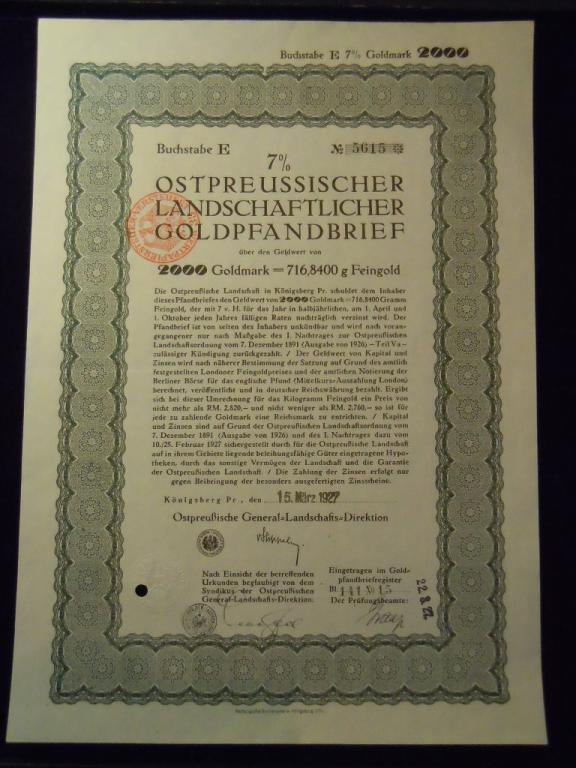 Buchstabe E 7% Goldmark 2000
Buchstabe E
№ 5615
7%
OSTPREUSSISCHER
LANDSCHAFTLICHER
GOLDPFANDBRIEF
über den Geldwert von
2000 Goldmark = 716,8400 g Feingold
Die Ostpreußische Landschaft in Königsberg Pr. schuldet dem Inhaber
dieses Pfandbriefes den Geldwert von 2000 Goldmark = 716,8400 Gramm
Feingold, der mit 7 v. H. für das Jahr in halbjährlichen, am 1. April und
1. Oktober jeden Jahres fälligen Raten nachträglich verzinst wird. Der
Pfandbrief ist von seiten des Inhabers unkündbar und wird nach voran-
gegangener nur nach Maßgabe des I. Nachtrages zur Ostpreußischen
Landschaftsordnung vom 7. Dezember 1891 (Ausgabe von 1926) – Teil Va –
zulässiger Kündigung zurückgezahlt. / Der Geldwert von Kapital und
Zinsen wird nach näherer Bestimmung der Satzung auf Grund des amtlich
festgestellten Londoner Feingoldpreises und der amtlichen Notierung der
Berliner Börse für das englische Pfund (Mittelkurs-Auszahlung London)
berechnet, veröffentlicht und in deutscher Reichswährung bezahlt. Ergibt
sich bei dieser Umrechnung für das Kilogramm Feingold ein Preis von
nicht mehr als RM. 2.820,– und nicht weniger als RM. 2.760,– so ist für
jede zu zahlende Goldmark eine Reichsmark zu entrichten. / Kapital
und Zinsen sind auf Grund der Ostpreußischen Landschaftsordnung vom
7. Dezember 1891 (Ausgabe von 1926) und des I. Nachtrages dazu vom
10./25. Februar 1927 sichergestellt durch für die Ostpreußische Landschaft
auf in ihrem Gebiete liegende beleihungsfähige Güter eingetragene Hypo-
theken, durch das sonstige Vermögen der Landschaft und die Garantie
der Ostpreußischen Landschaft. / Die Zahlung der Zinsen erfolgt nur
gegen Beibringung der besonders ausgefertigten Zinsscheine.
Königsberg Pr., den 15. März 1927
Ostpreußische General-Landschafts-Direktion
Nach Einsicht der betreffenden
Urkunden beglaubigt von dem
Syndikus der Ostpreußischen
General-Landschafts-Direktion.
Eingetragen im Gold-
pfandbriefregister
Bl 141 № 15
Der Prüfungsbeamte: